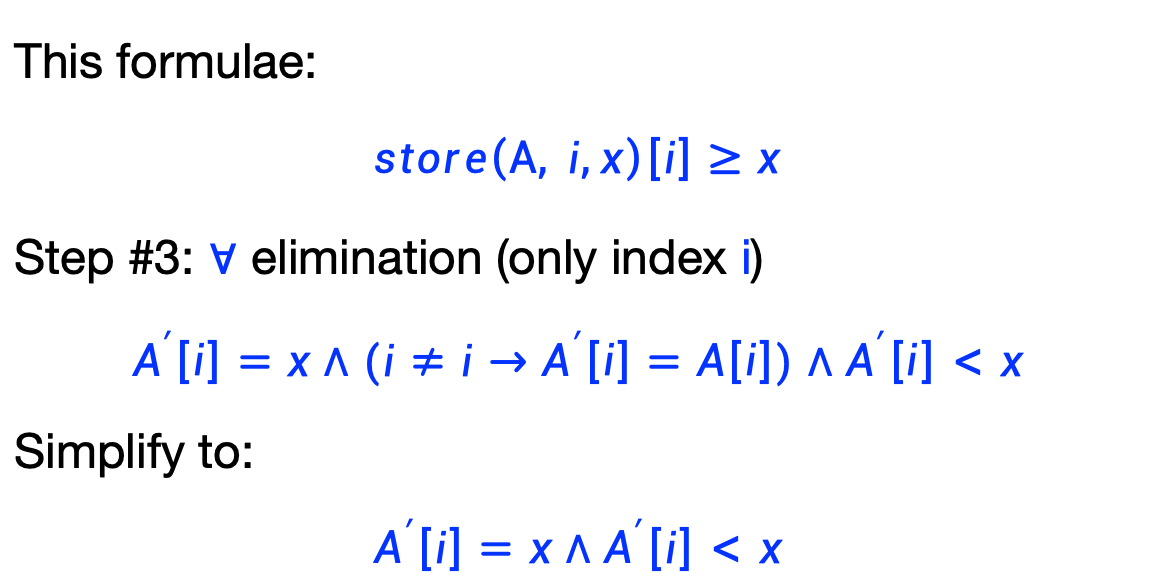 This formulae:
store(A, i, x)[i] ≥ x
Step #3: ∀ elimination (only index i)
A′[i] = x ∧ (i ≠ i → A′[i] = A[i]) ∧ A′[i] < x
Simplify to:
A′[i] = x ∧ A′[i] < x